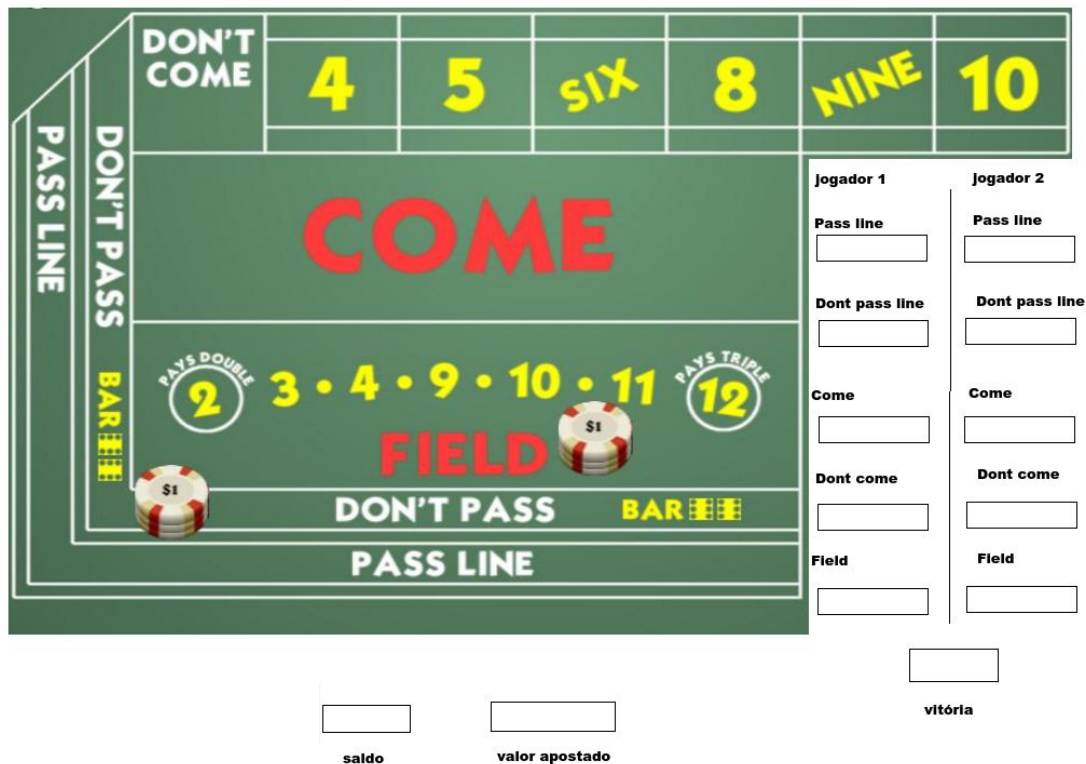 DON'T
COME
4
5
SIX
8
NINE
10
PASS LINE
DON'T PASS
BAR
COME
PAYS DOUBLE
2
3 • 4 • 9 • 10 • 11
PAYS TRIPLE
12
FIELD
$1
$1
DON'T PASS
BAR
PASS LINE
jogador 1
Pass line
Dont pass line
Come
Dont come
Field
jogador 2
Pass line
Dont pass line
Come
Dont come
Field
vitória
saldo
valor apostado